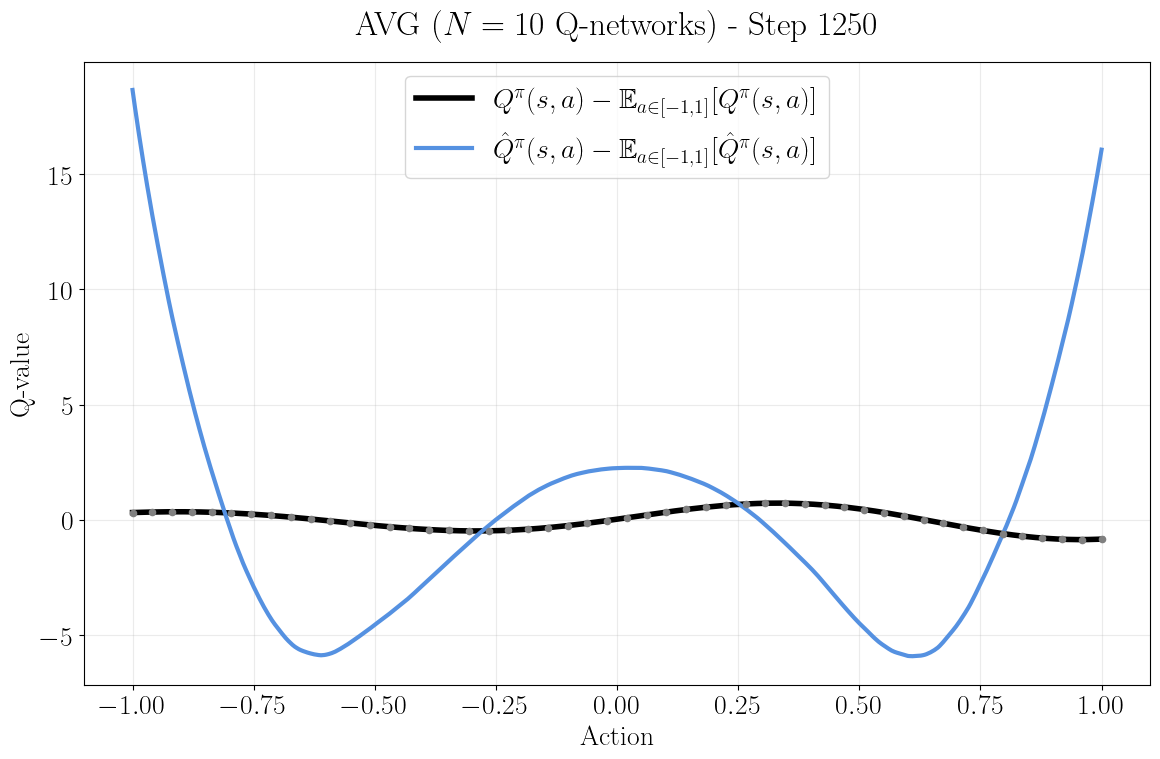 AVG (N = 10 Q-networks) - Step 1250
Q^π(s, a) − 𝔼_{a∈[−1,1]}[Q^π(s, a)]
Q̂^π(s, a) − 𝔼_{a∈[−1,1]}[Q̂^π(s, a)]
Q-value
15
10
5
0
−5
−1.00 −0.75 −0.50 −0.25 0.00 0.25 0.50 0.75 1.00
Action